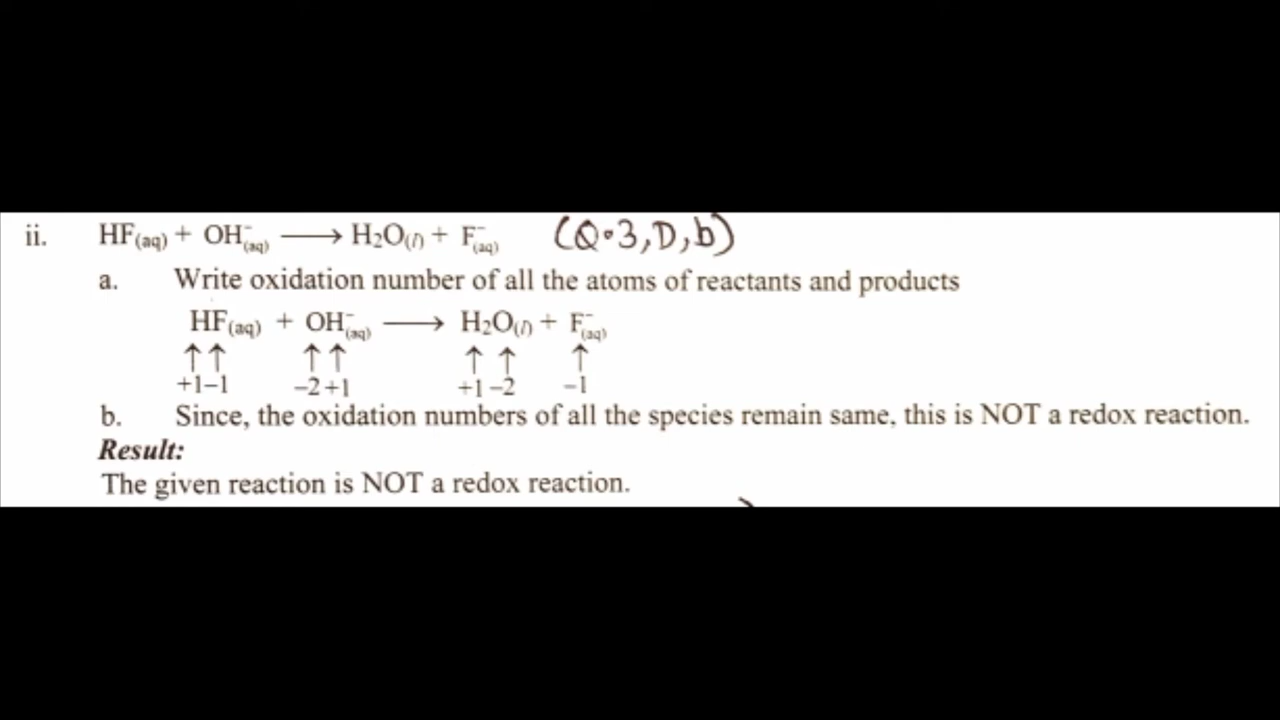 ii. HF(aq) + OH⁻(aq) ⟶ H₂O(l) + F⁻(aq) (Q.3,D,b)
a. Write oxidation number of all the atoms of reactants and products
HF(aq) + OH⁻(aq) ⟶ H₂O(l) + F⁻(aq)
↑↑ ↑↑ ↑↑ ↑
+1–1 –2+1 +1–2 –1
b. Since, the oxidation numbers of all the species remain same, this is NOT a redox reaction.
Result:
The given reaction is NOT a redox reaction.